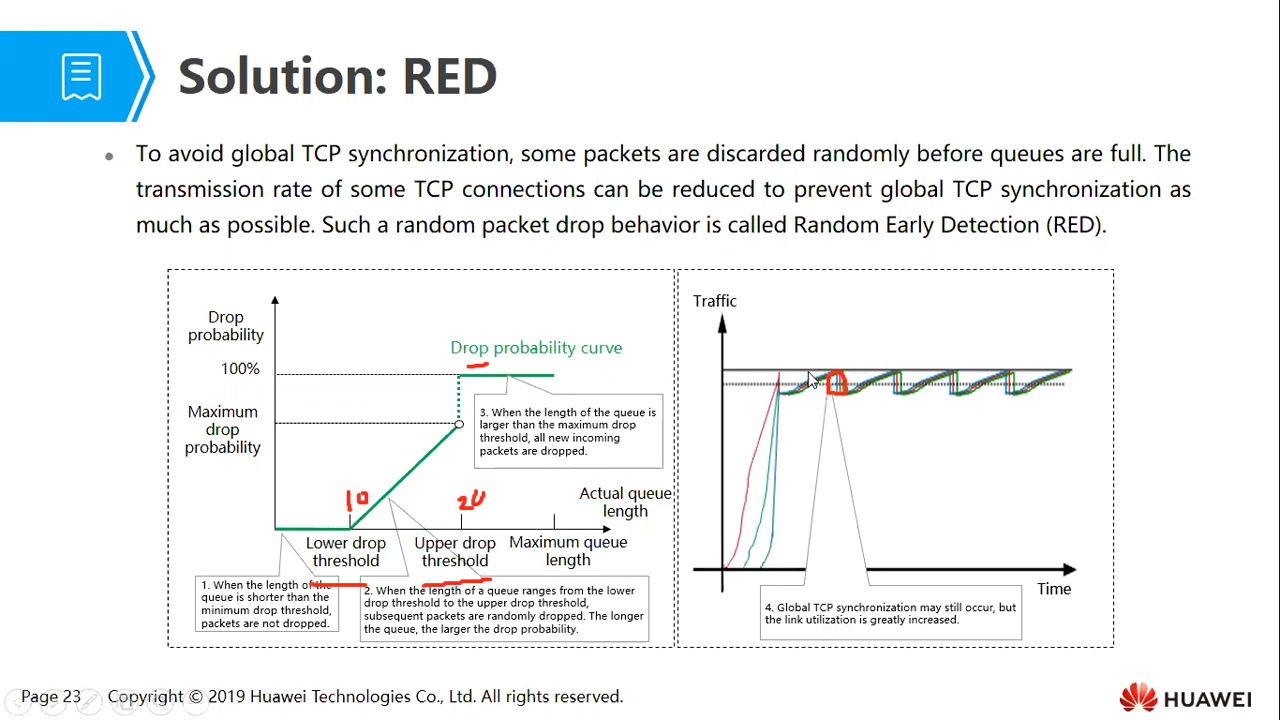 Solution: RED
To avoid global TCP synchronization, some packets are discarded randomly before queues are full. The
transmission rate of some TCP connections can be reduced to prevent global TCP synchronization as
much as possible. Such a random packet drop behavior is called Random Early Detection (RED).
Drop
probability
Drop probability curve
100%
Maximum
drop
probability
3. When the length of the queue is
larger than the maximum drop
threshold, all new incoming
packets are dropped.
10
20
Actual queue
length
Lower drop
threshold
Upper drop
threshold
Maximum queue
length
1. When the length of the
queue is shorter than the
minimum drop threshold,
packets are not dropped.
2. When the length of a queue ranges from the lower
drop threshold to the upper drop threshold,
subsequent packets are randomly dropped. The longer
the queue, the larger the drop probability.
Traffic
Time
4. Global TCP synchronization may still occur, but
the link utilization is greatly increased.
Page 23
Copyright © 2019 Huawei Technologies Co., Ltd. All rights reserved.
HUAWEI